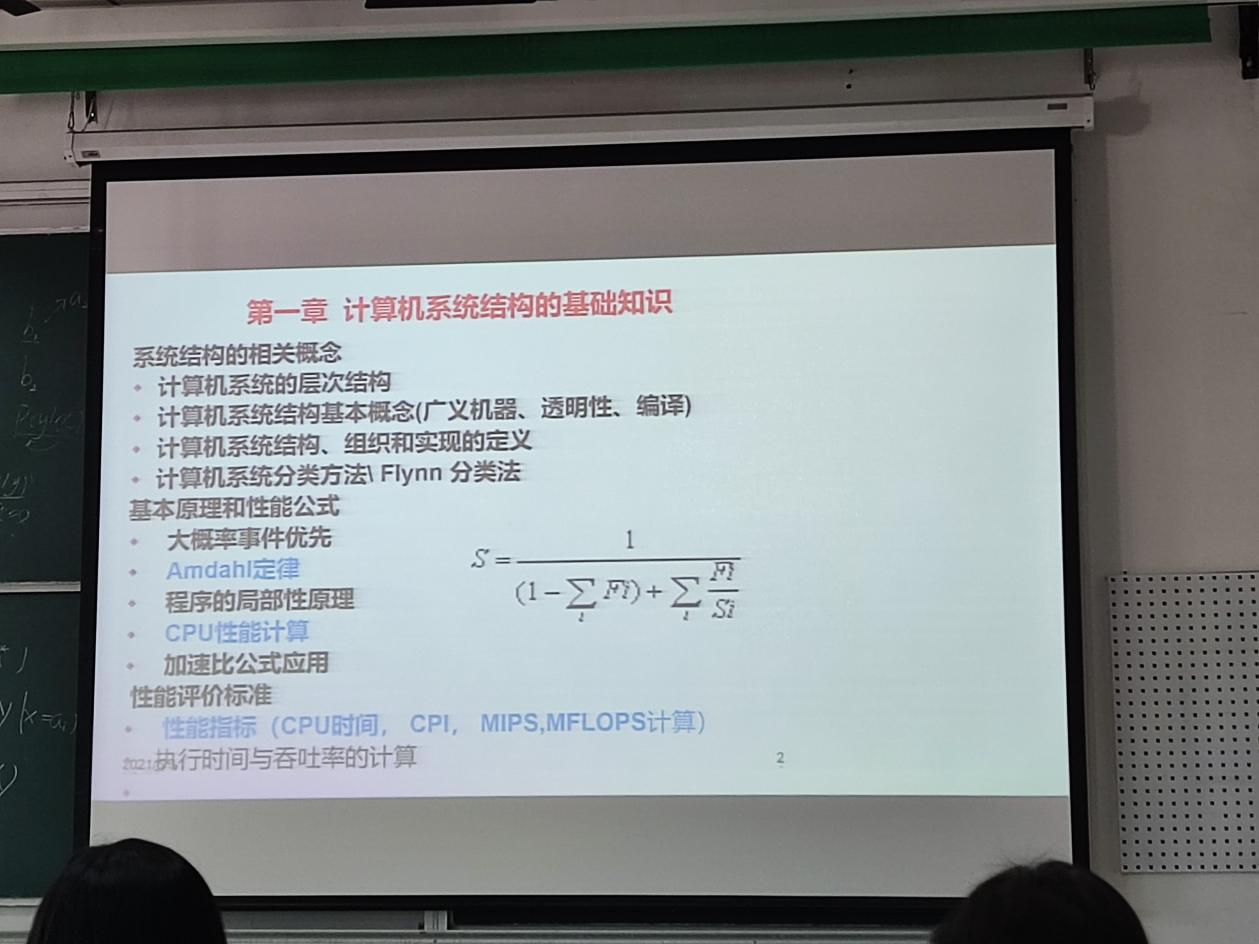 第一章 计算机系统结构的基础知识
系统结构的相关概念
• 计算机系统的层次结构
• 计算机系统结构基本概念(广义机器、透明性、编译)
• 计算机系统结构、组织和实现的定义
• 计算机系统分类方法\ Flynn 分类法
基本原理和性能公式
• 大概率事件优先
• Amdahl定律
• 程序的局部性原理
• CPU性能计算
• 加速比公式应用
S = 1 / ((1 − ∑i Fi) + ∑i Fi/Si)
性能评价标准
• 性能指标（CPU时间， CPI， MIPS,MFLOPS计算）
执行时间与吞吐率的计算
2